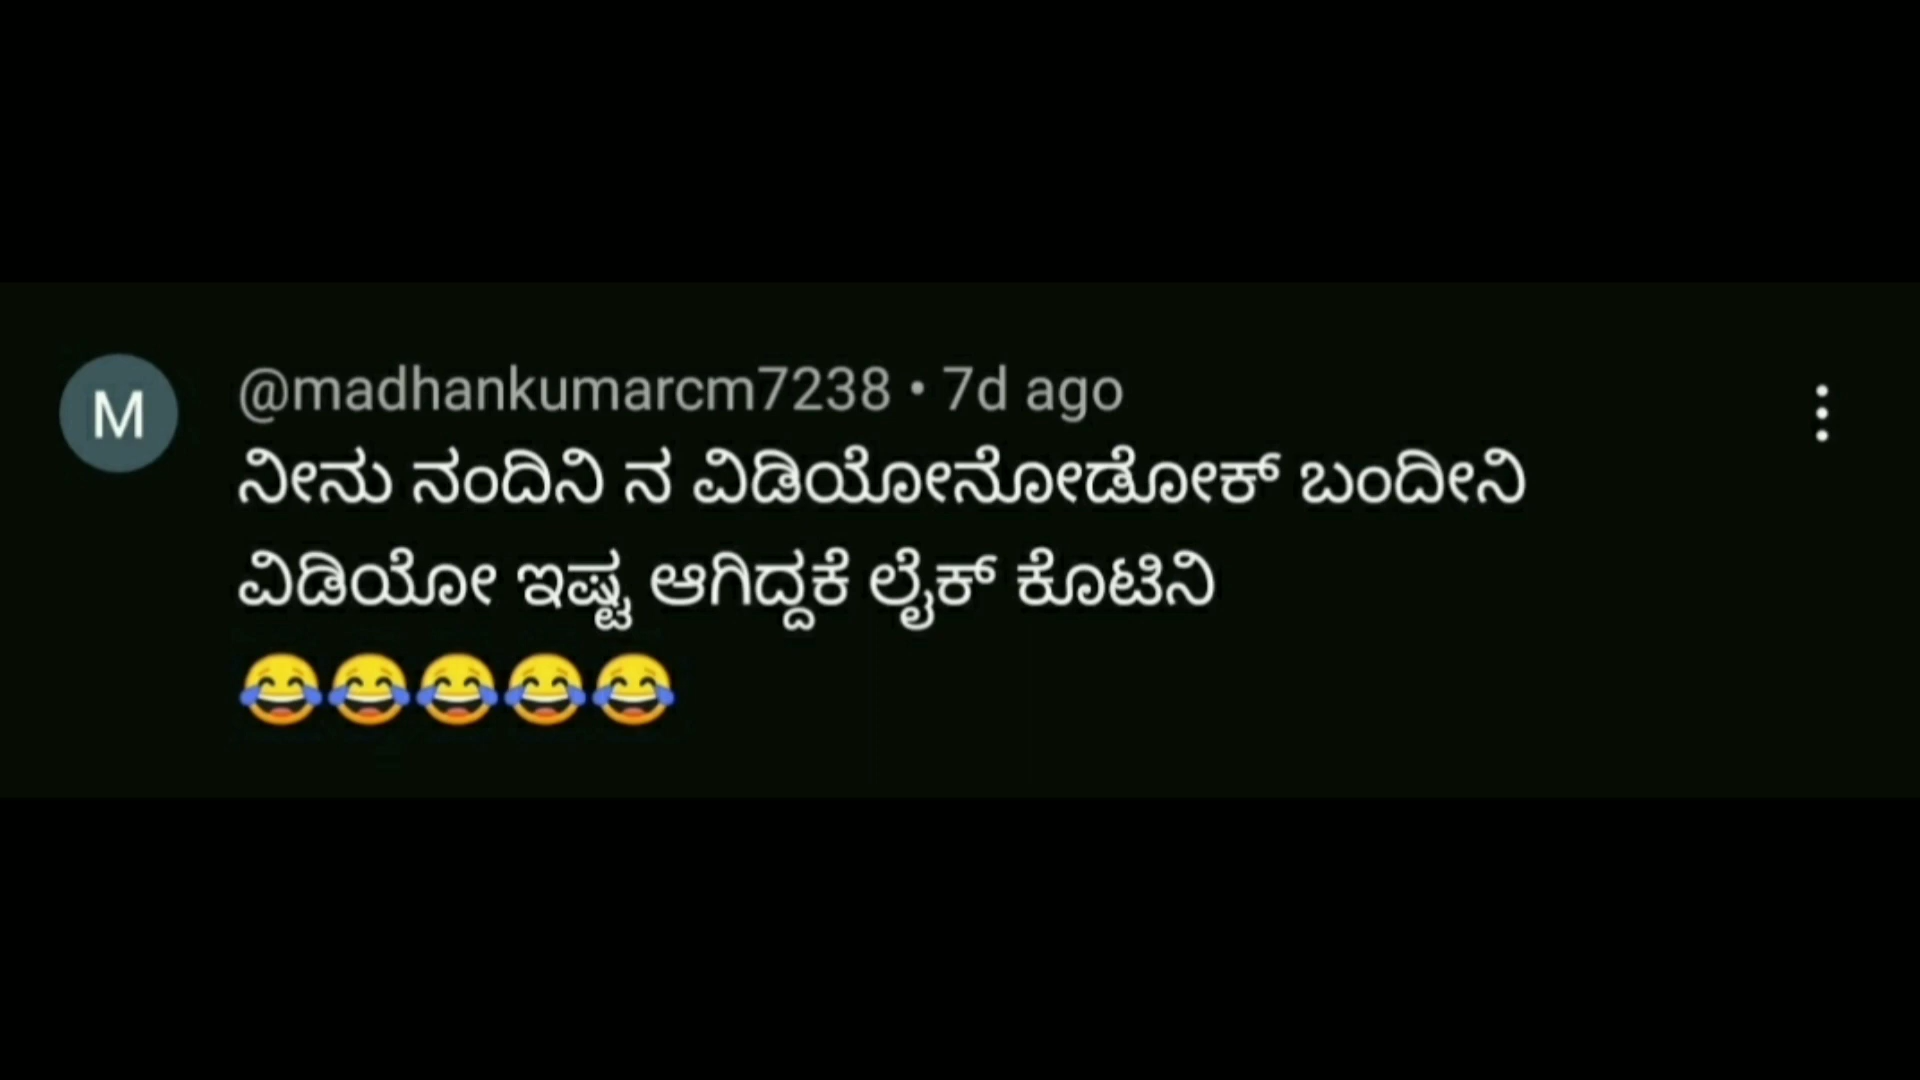 M
@madhankumarcm7238 • 7d ago
ನೀನು ನಂದಿನಿ ನ ವಿಡಿಯೋನೋಡೋಕ್ ಬಂದೀನಿ
ವಿಡಿಯೋ ಇಷ್ಟ ಆಗಿದ್ದಕೆ ಲೈಕ್ ಕೊಟಿನಿ
😂😂😂😂😂